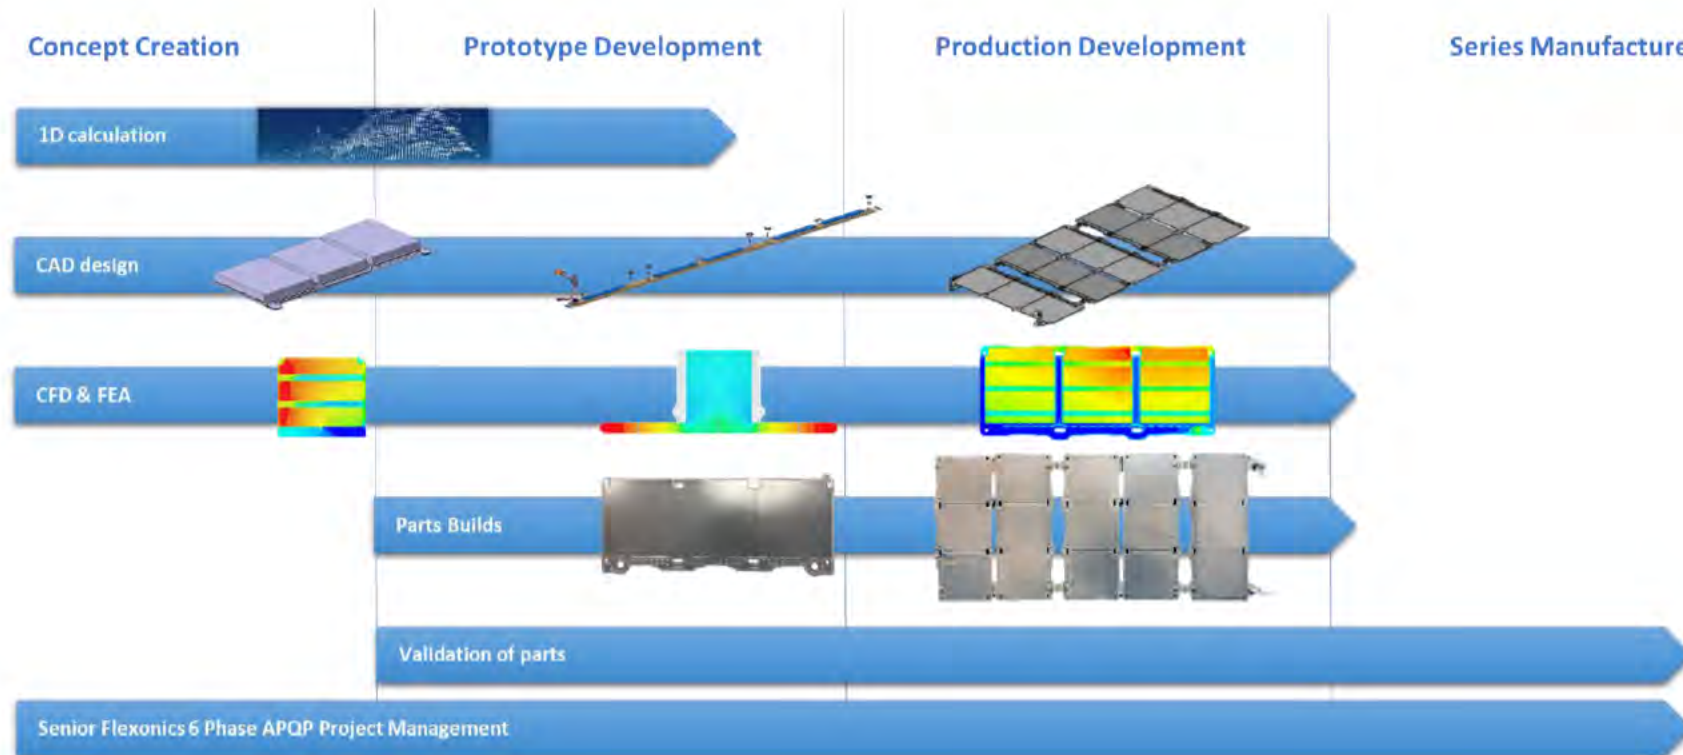 Concept Creation
Prototype Development
Production Development
Series Manufacture
1D calculation
CAD design
CFD & FEA
Parts Builds
Validation of parts
Senior Flexonics 6 Phase APQP Project Management